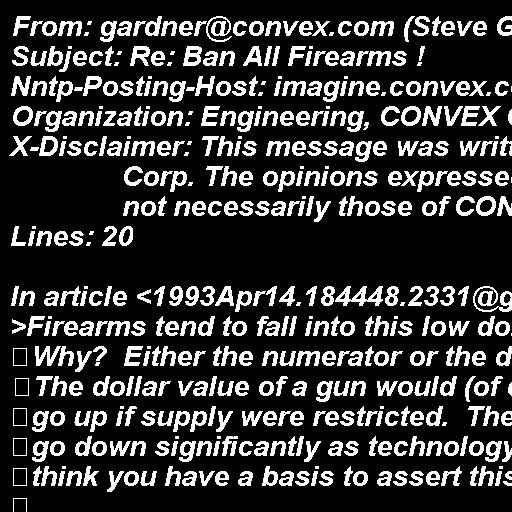 From: gardner@convex.com (Steve G
Subject: Re: Ban All Firearms !
Nntp-Posting-Host: imagine.convex.c
Organization: Engineering, CONVEX
X-Disclaimer: This message was writt
Corp. The opinions expresse
not necessarily those of CON
Lines: 20

In article <1993Apr14.184448.2331@g
>Firearms tend to fall into this low do
Why?  Either the numerator or the d
The dollar value of a gun would (of
go up if supply were restricted.  The
go down significantly as technology
think you have a basis to assert this